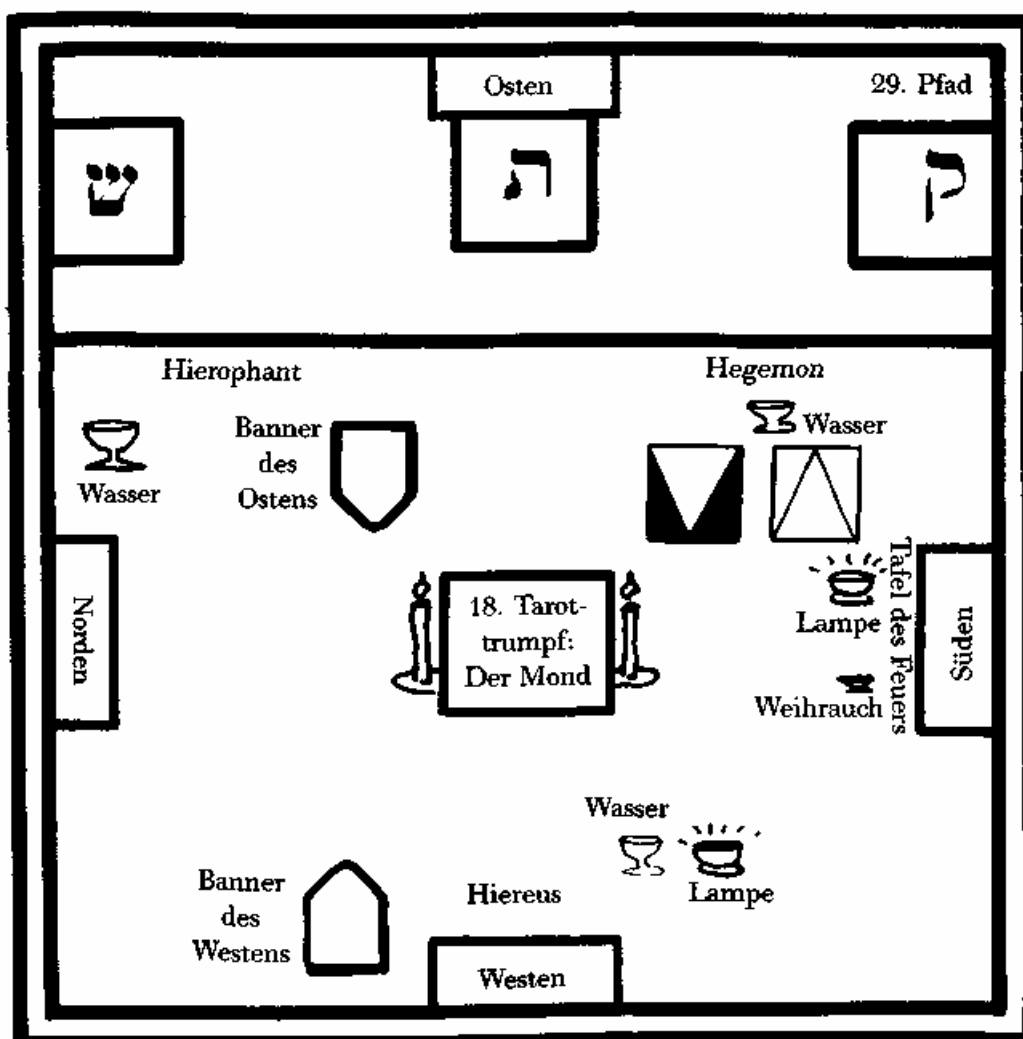 Osten
29. Pfad
ש
ת
ק
Hierophant
Hegemon
Banner
des
Ostens
Wasser
Wasser
Norden
18. Tarot-
trumpf:
Der Mond
Lampe
Weihrauch
Tafel des Feuers
Süden
Wasser
Lampe
Banner
des
Westens
Hiereus
Westen